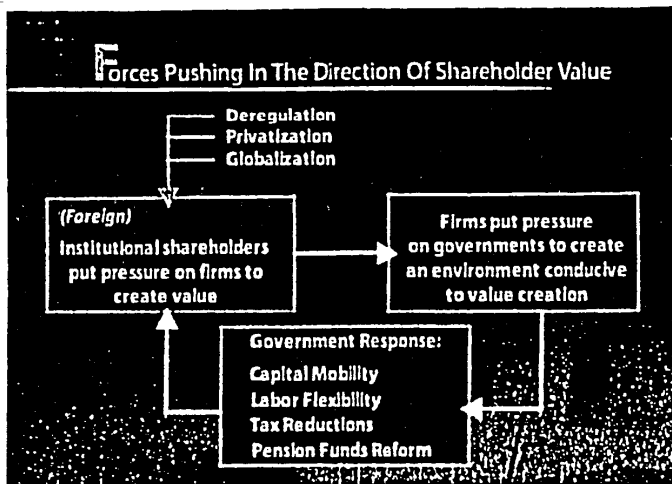 Forces Pushing In The Direction Of Shareholder Value
Deregulation
Privatization
Globalization
(Foreign)
Institutional shareholders
put pressure on firms to
create value
Firms put pressure
on governments to create
an environment conducive
to value creation
Government Response:
Capital Mobility
Labor Flexibility
Tax Reductions
Pension Funds Reform